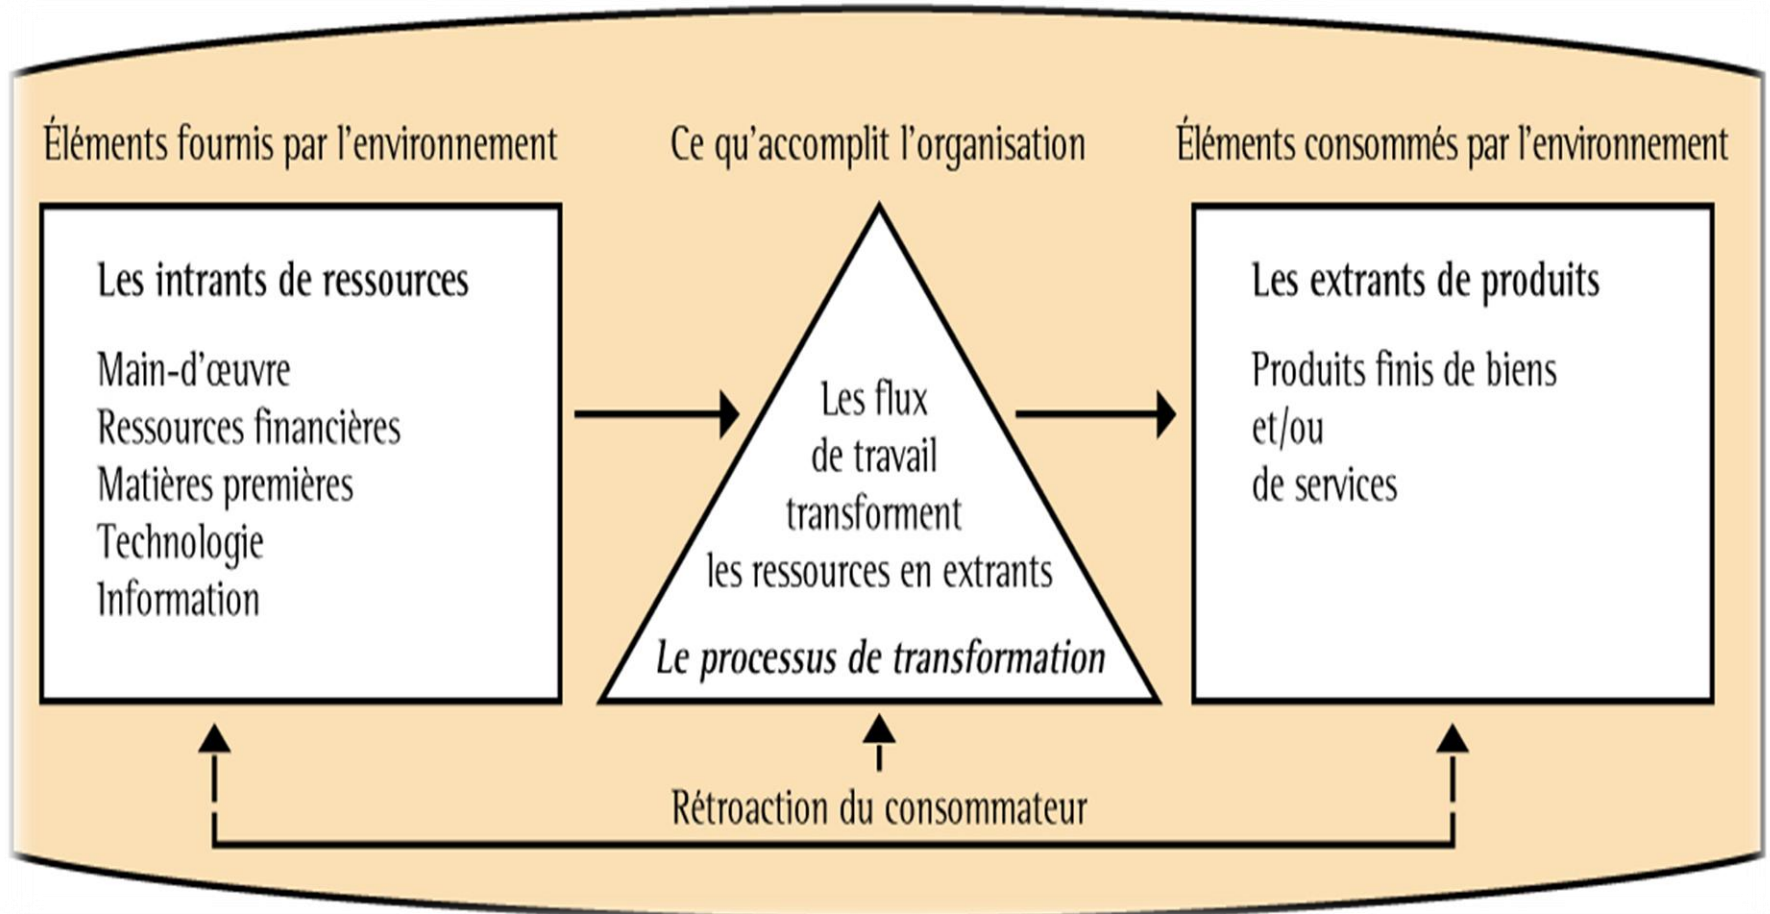 Éléments fournis par l'environnement
Les intrants de ressources
Main-d'œuvre
Ressources financières
Matières premières
Technologie
Information
Ce qu'accomplit l'organisation
Les flux
de travail
transforment
les ressources en extrants
Le processus de transformation
Éléments consommés par l'environnement
Les extrants de produits
Produits finis de biens
et/ou
de services
Rétroaction du consommateur